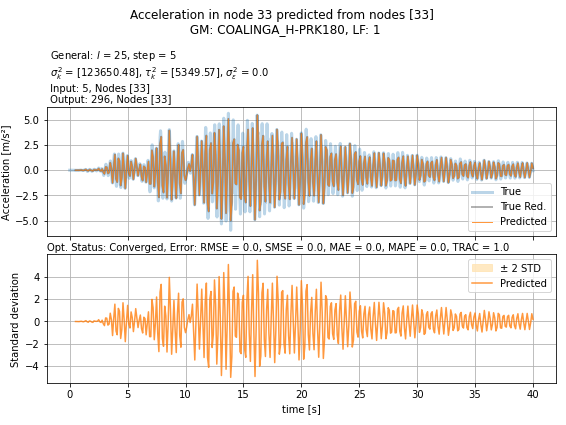 Acceleration in node 33 predicted from nodes [33]
GM: COALINGA_H-PRK180, LF: 1
General: l = 25, step = 5
σ²ₖ = [123650.48], τ²ₖ = [5349.57], σ²ε = 0.0
Input: 5, Nodes [33]
Output: 296, Nodes [33]
Acceleration [m/s²]
5.0
2.5
0.0
−2.5
−5.0
True
True Red.
Predicted
Opt. Status: Converged, Error: RMSE = 0.0, SMSE = 0.0, MAE = 0.0, MAPE = 0.0, TRAC = 1.0
Standard deviation
4
2
0
−2
−4
± 2 STD
Predicted
0 5 10 15 20 25 30 35 40
time [s]